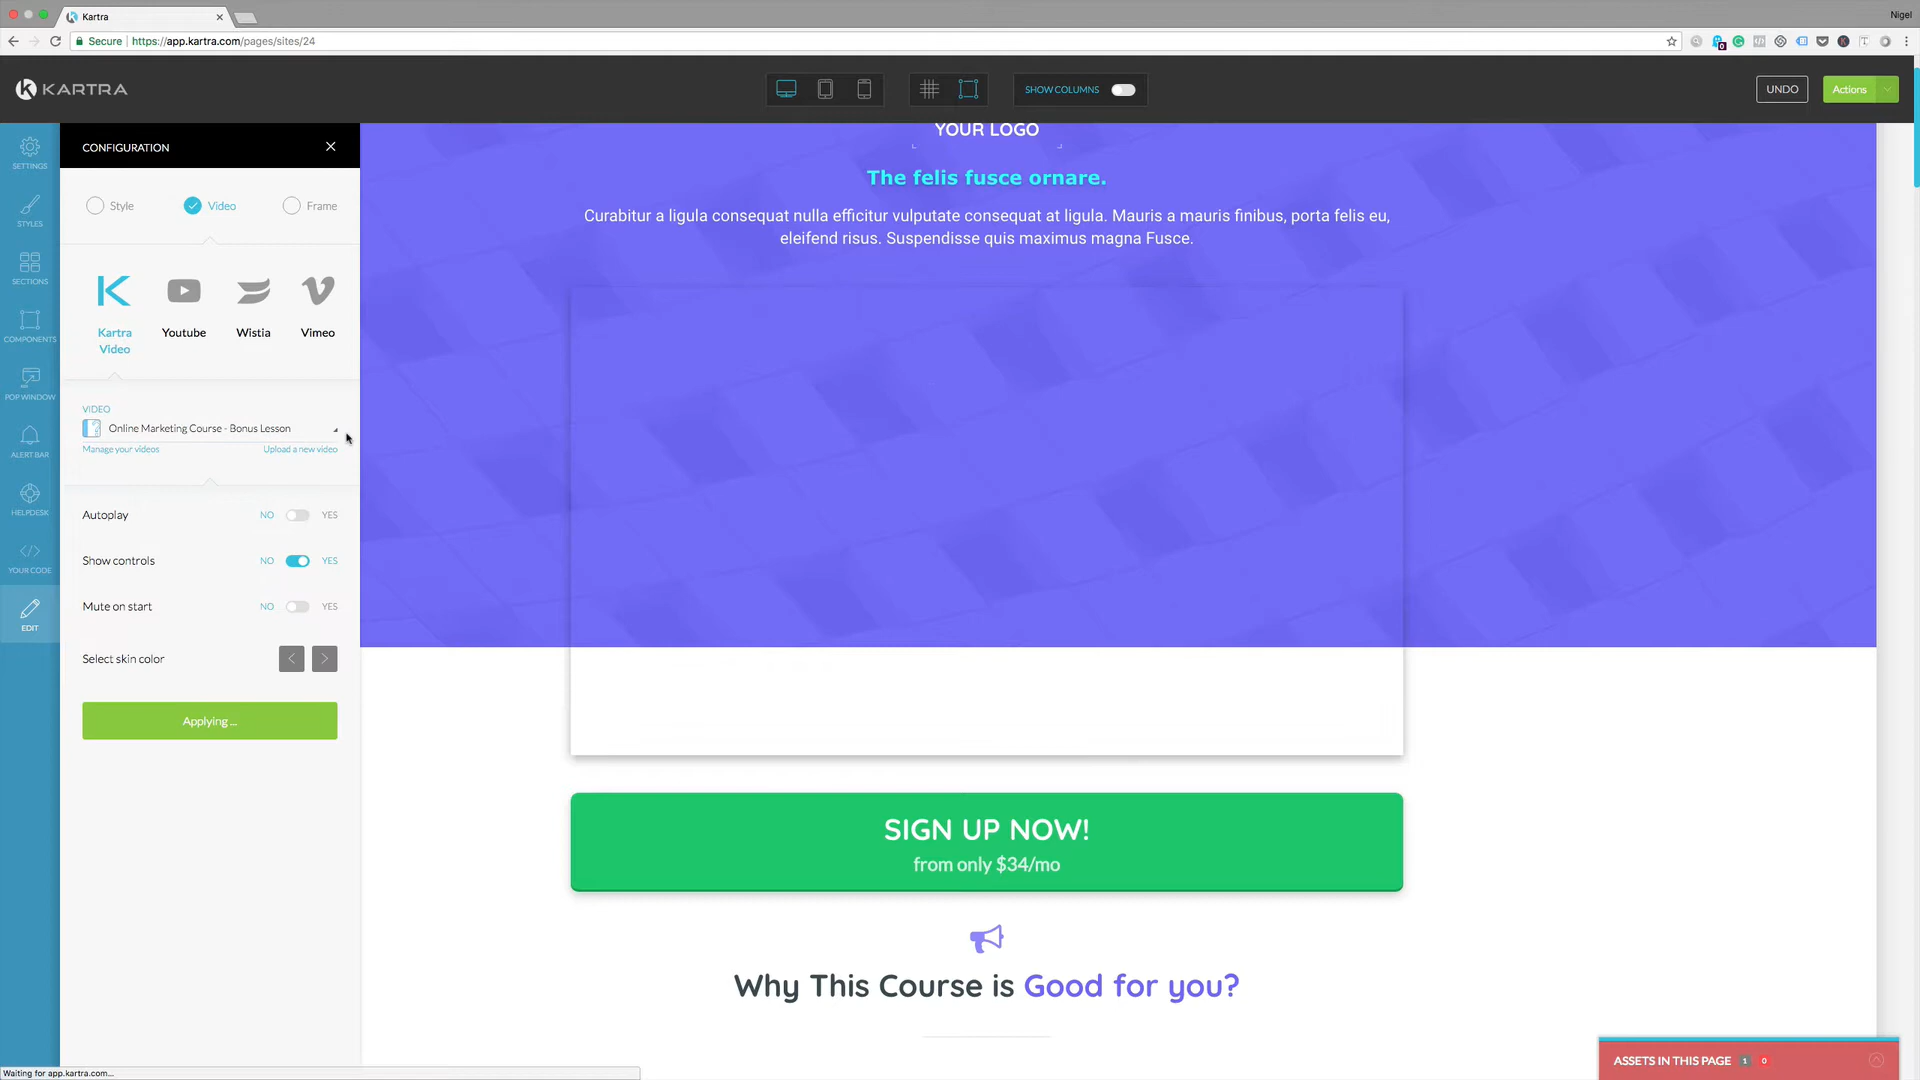 Kartra
Nigel
Secure https://app.kartra.com/pages/sites/24
KARTRA
SHOW COLUMNS
UNDO
Actions
SETTINGS
STYLES
SECTIONS
COMPONENTS
POP WINDOW
ALERT BAR
HELPDESK
YOUR CODE
EDIT
CONFIGURATION
Style
Video
Frame
Kartra
Video
Youtube
Wistia
Vimeo
VIDEO
Online Marketing Course - Bonus Lesson
Manage your videos
Upload a new video
Autoplay NO YES
Show controls NO YES
Mute on start NO YES
Select skin color
Applying ...
YOUR LOGO
The felis fusce ornare.
Curabitur a ligula consequat nulla efficitur vulputate consequat at ligula. Mauris a mauris finibus, porta felis eu,
eleifend risus. Suspendisse quis maximus magna Fusce.
SIGN UP NOW!
from only $34/mo
Why This Course is Good for you?
ASSETS IN THIS PAGE 1 0
Waiting for app.kartra.com...